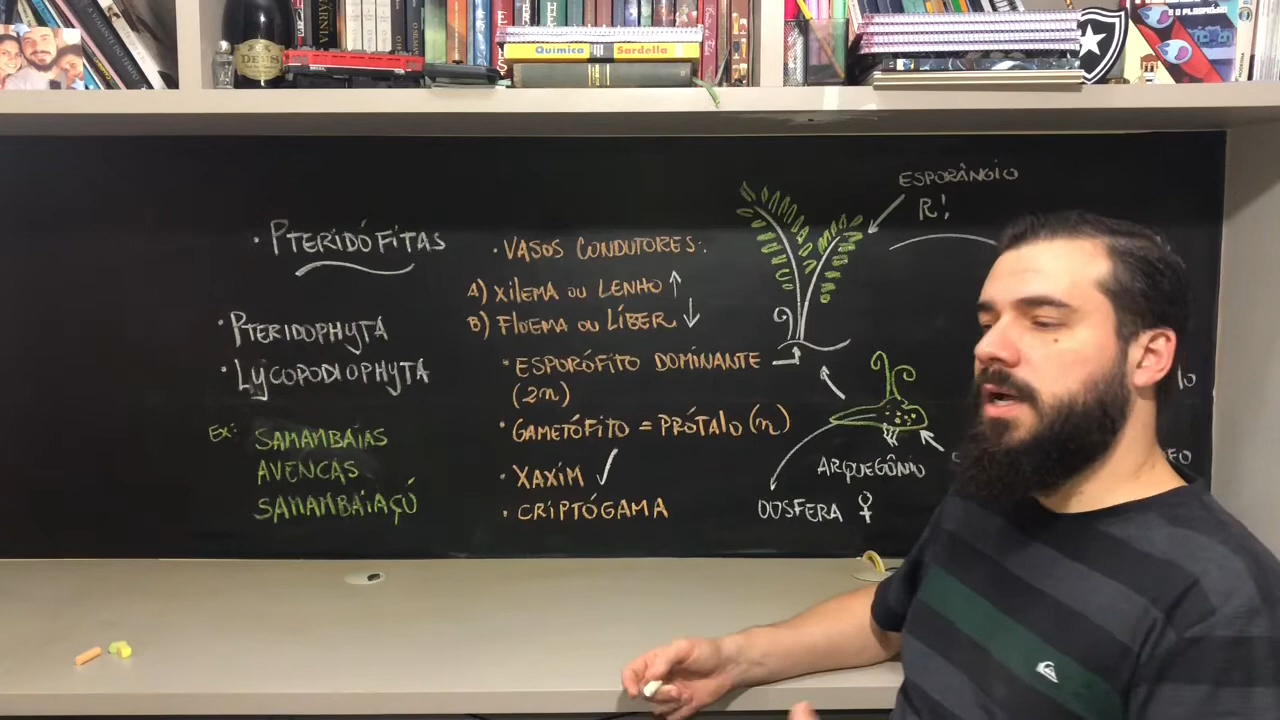 Química Sardella
DEUS
ESPORÂNGIO
R!
• PTERIDÓFITAS
• PTERIDOPHYTA
• LYCOPODIOPHYTA
Ex: SAMAMBAIAS
AVENCAS
SAMAMBAIAÇÚ
• VASOS CONDUTORES:.
A) XILEMA OU LENHO ↑
B) FLOEMA OU LÍBER ↓
• ESPORÓFITO DOMINANTE
(2n)
• GAMETÓFITO = PRÓTALO (n)
• XAXIM ✓
• CRIPTÓGAMA
ARQUEGÔNIO
OOSFERA ♀